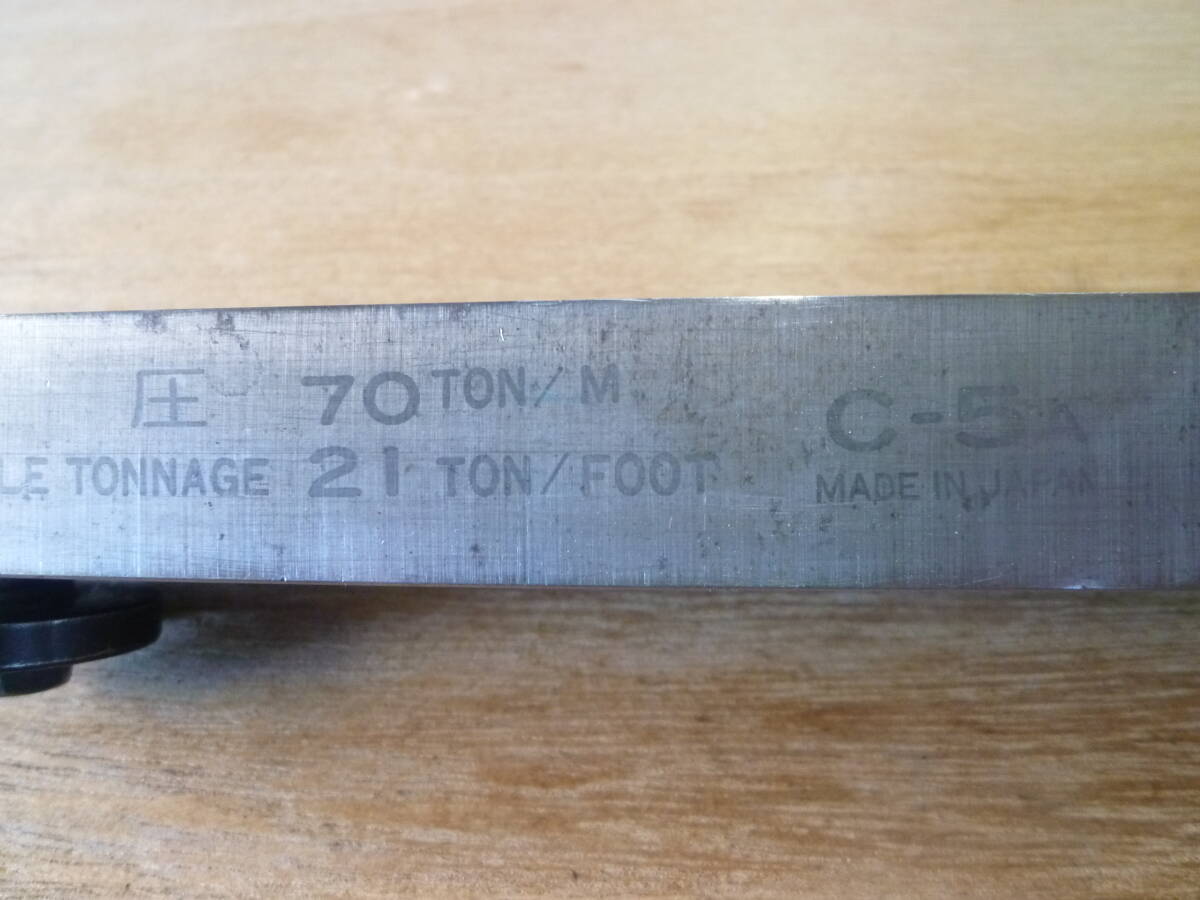 圧 70 TON/M
LE TONNAGE 21 TON/FOOT
C-5
MADE IN JAPAN